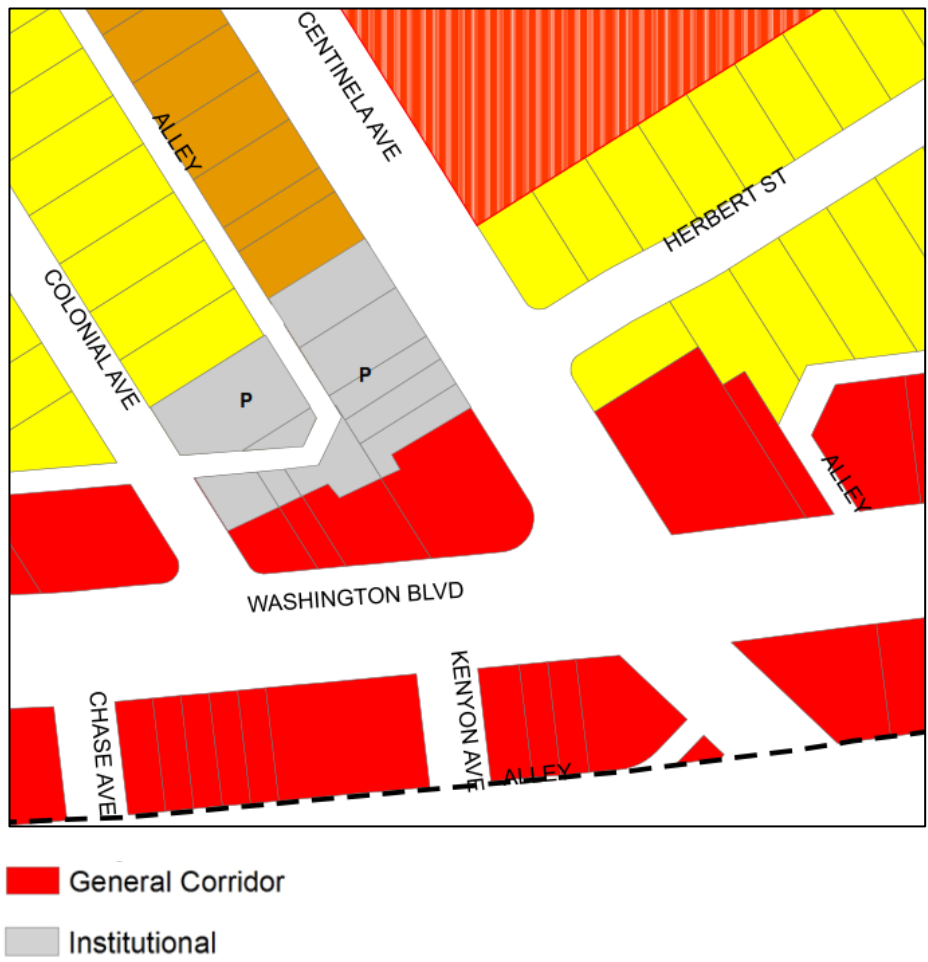 CENTINELA AVE
ALLEY
HERBERT ST
COLONIAL AVE
P
P
ALLEY
WASHINGTON BLVD
KENYON AVE
CHASE AVE
ALLEY
General Corridor
Institutional